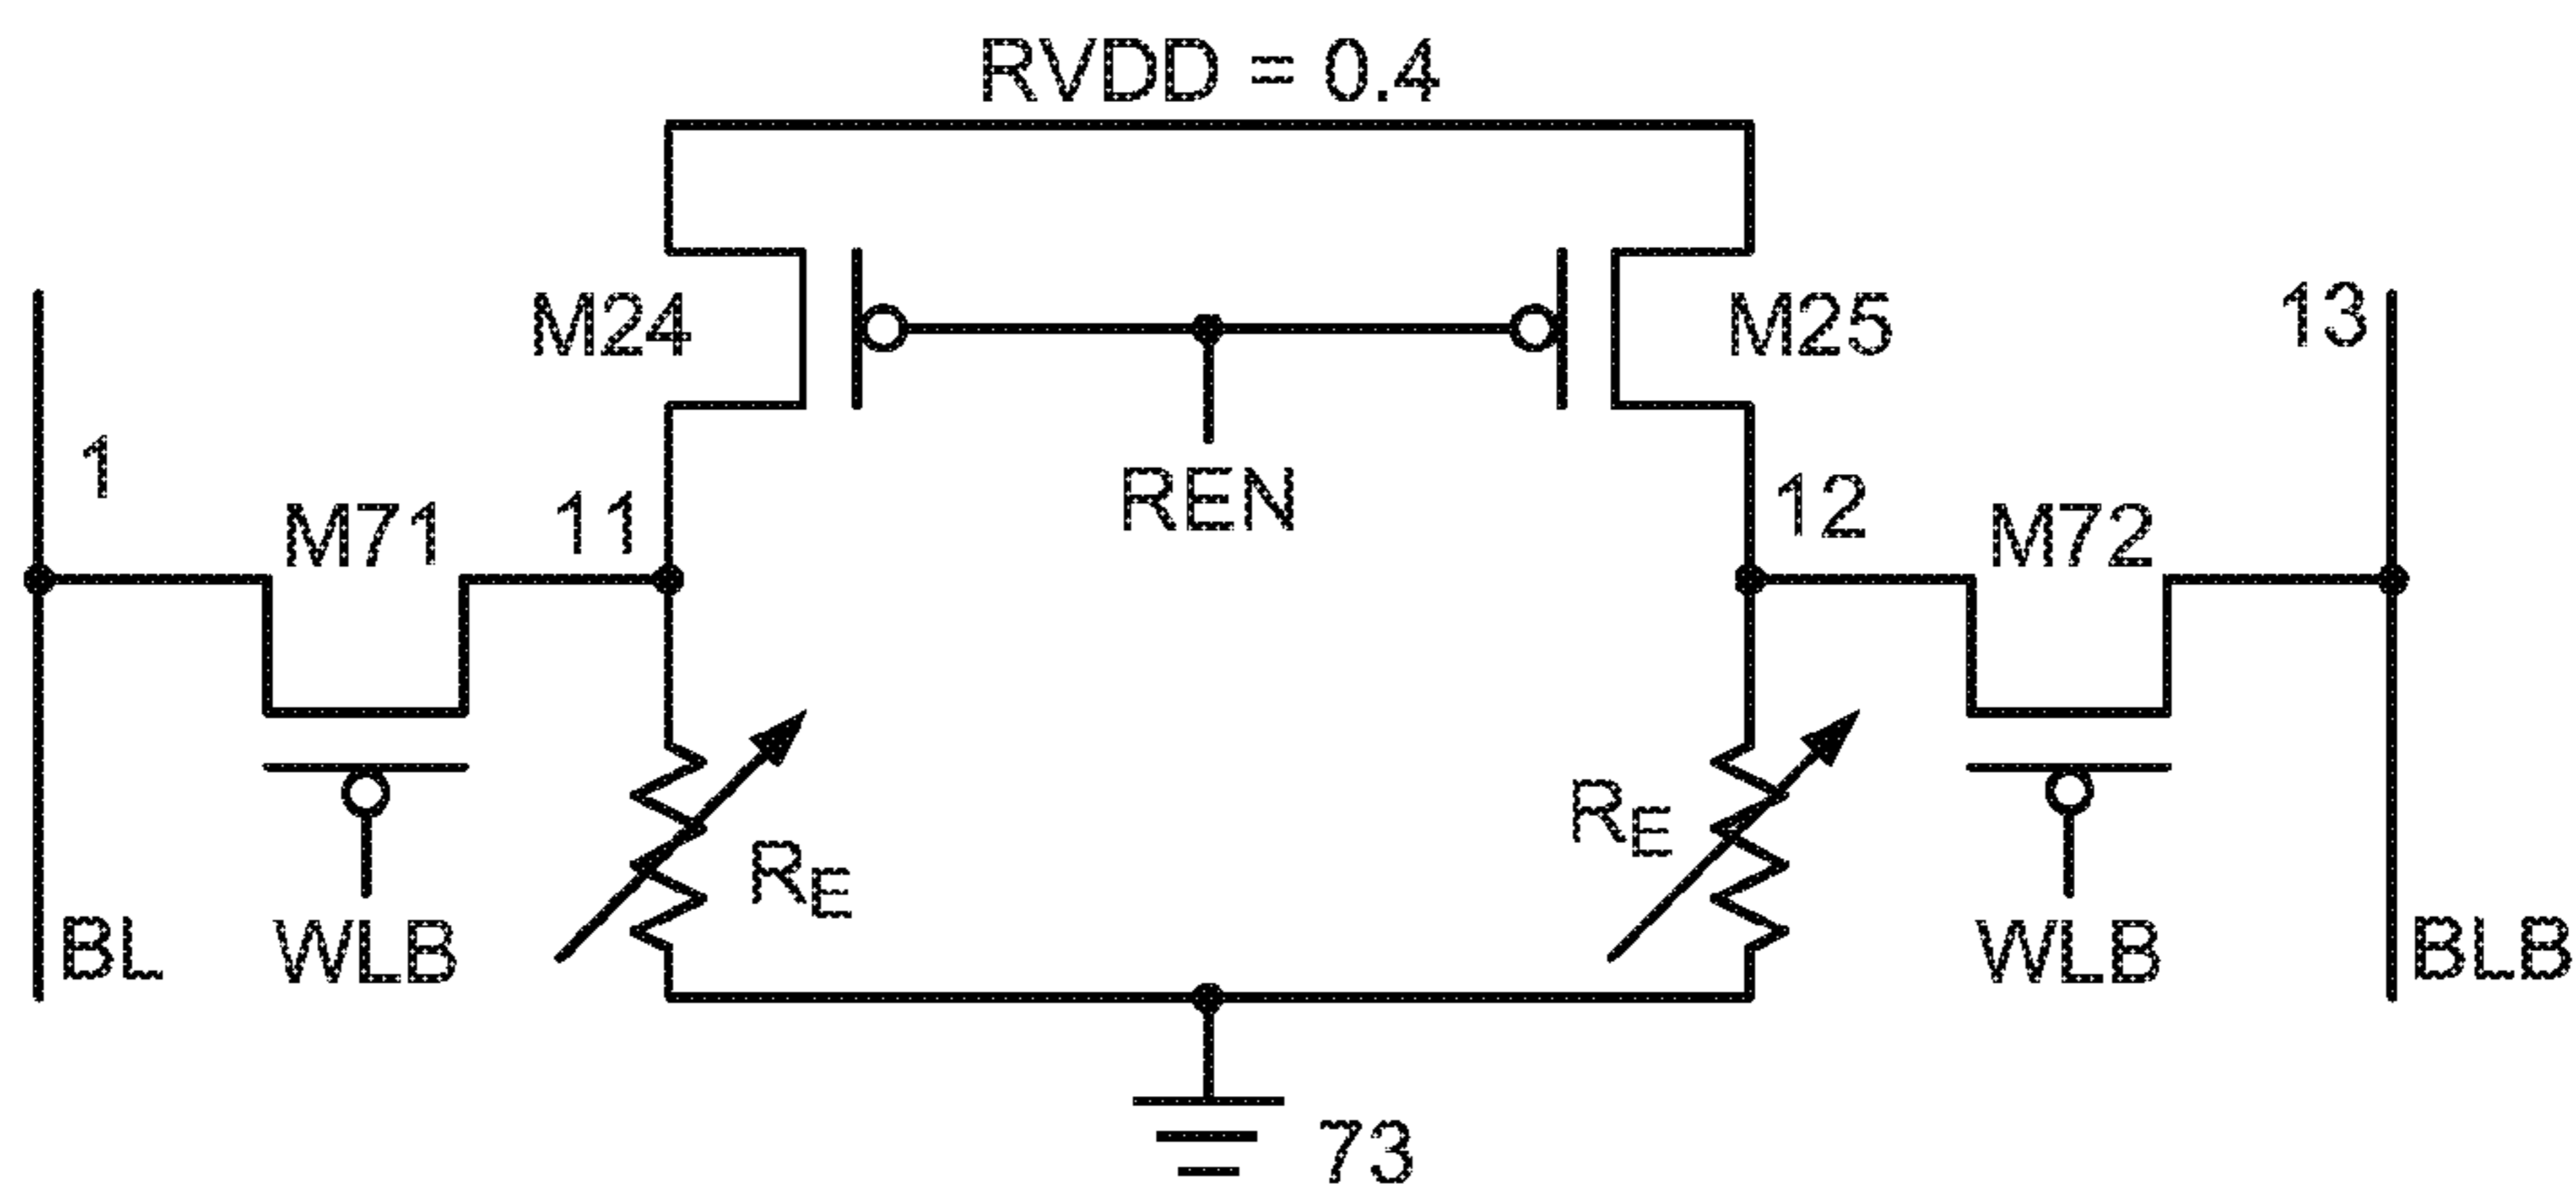 RVDD = 0.4
M24
M25
13
1
M71
11
REN
12
M72
RE
RE
BL
WLB
WLB
BLB
73